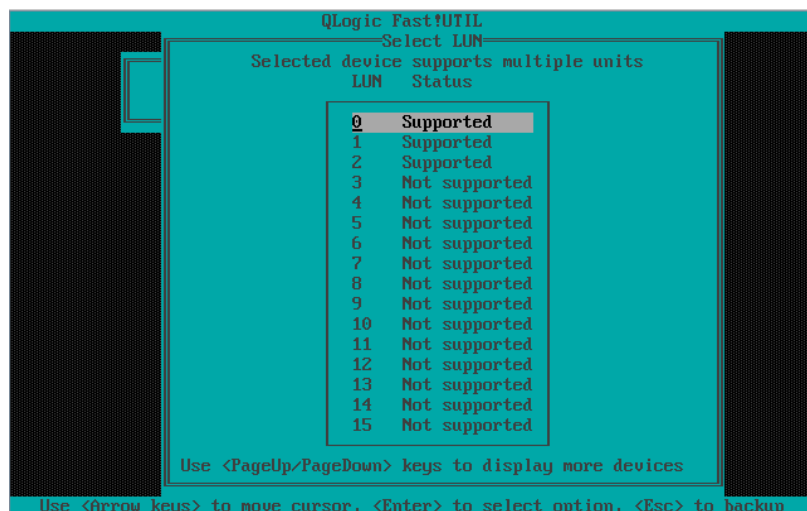 QLogic Fast!UTIL
Select LUN
Selected device supports multiple units
LUN Status
0 Supported
1 Supported
2 Supported
3 Not supported
4 Not supported
5 Not supported
6 Not supported
7 Not supported
8 Not supported
9 Not supported
10 Not supported
11 Not supported
12 Not supported
13 Not supported
14 Not supported
15 Not supported
Use <PageUp/PageDown> keys to display more devices
Use <Arrow keys> to move cursor, <Enter> to select option, <Esc> to backup